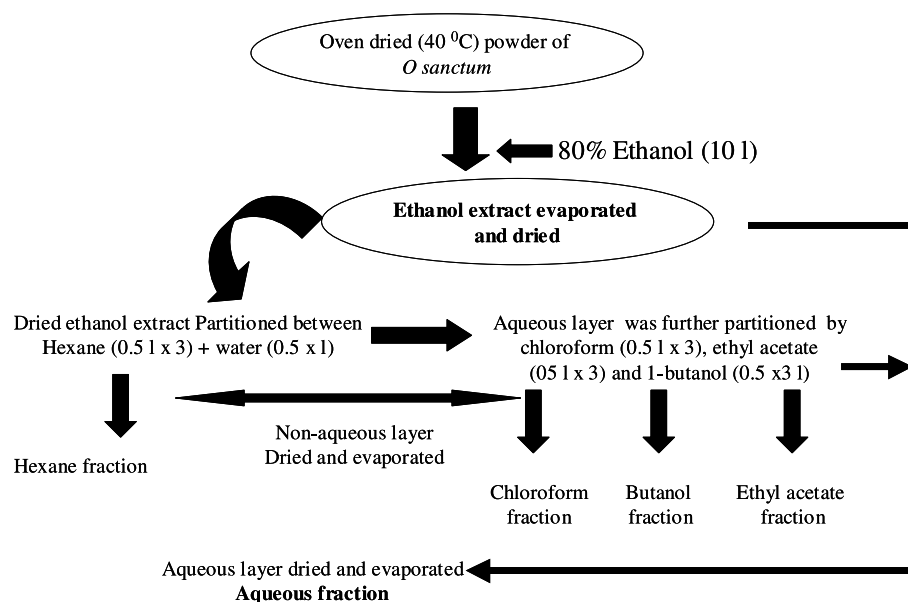 Oven dried (40 ⁰C) powder of
O sanctum
80% Ethanol (10 l)
Ethanol extract evaporated
and dried
Dried ethanol extract Partitioned between
Hexane (0.5 l x 3) + water (0.5 x l)
Aqueous layer was further partitioned by
chloroform (0.5 l x 3), ethyl acetate
(05 l x 3) and 1-butanol (0.5 x3 l)
Non-aqueous layer
Dried and evaporated
Hexane fraction
Chloroform
fraction
Butanol
fraction
Ethyl acetate
fraction
Aqueous layer dried and evaporated
Aqueous fraction